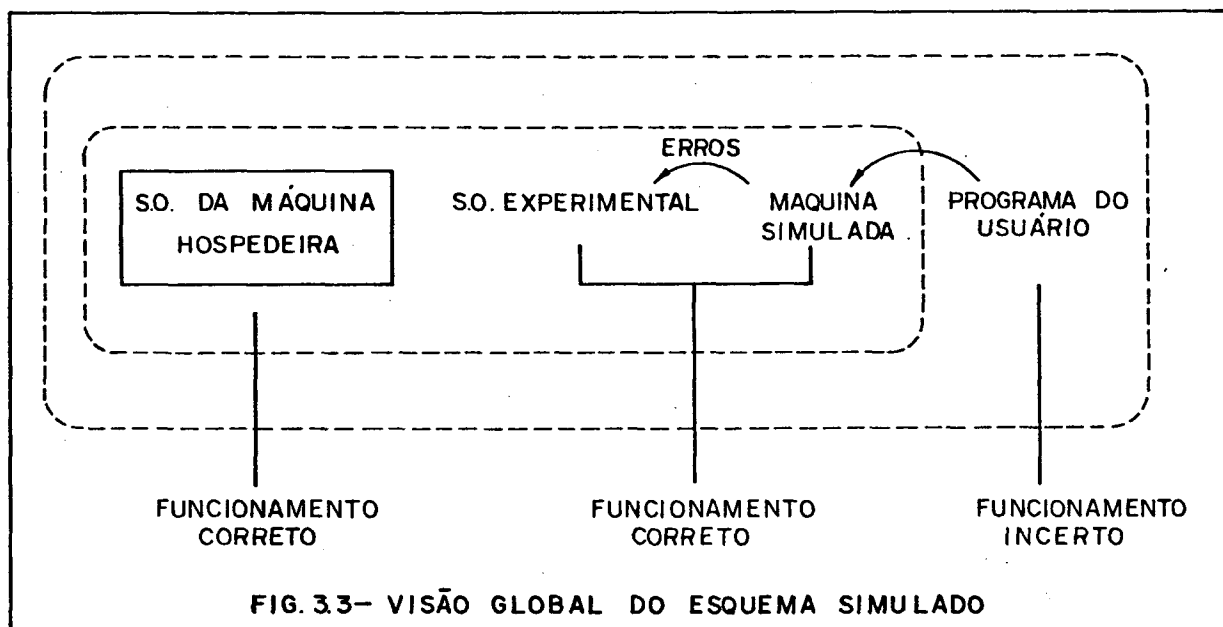 ERROS
S.O. DA MÁQUINA
HOSPEDEIRA
S.O. EXPERIMENTAL
MAQUINA
SIMULADA
PROGRAMA DO
USUÁRIO
FUNCIONAMENTO
CORRETO
FUNCIONAMENTO
CORRETO
FUNCIONAMENTO
INCERTO
FIG. 3.3- VISÃO GLOBAL DO ESQUEMA SIMULADO